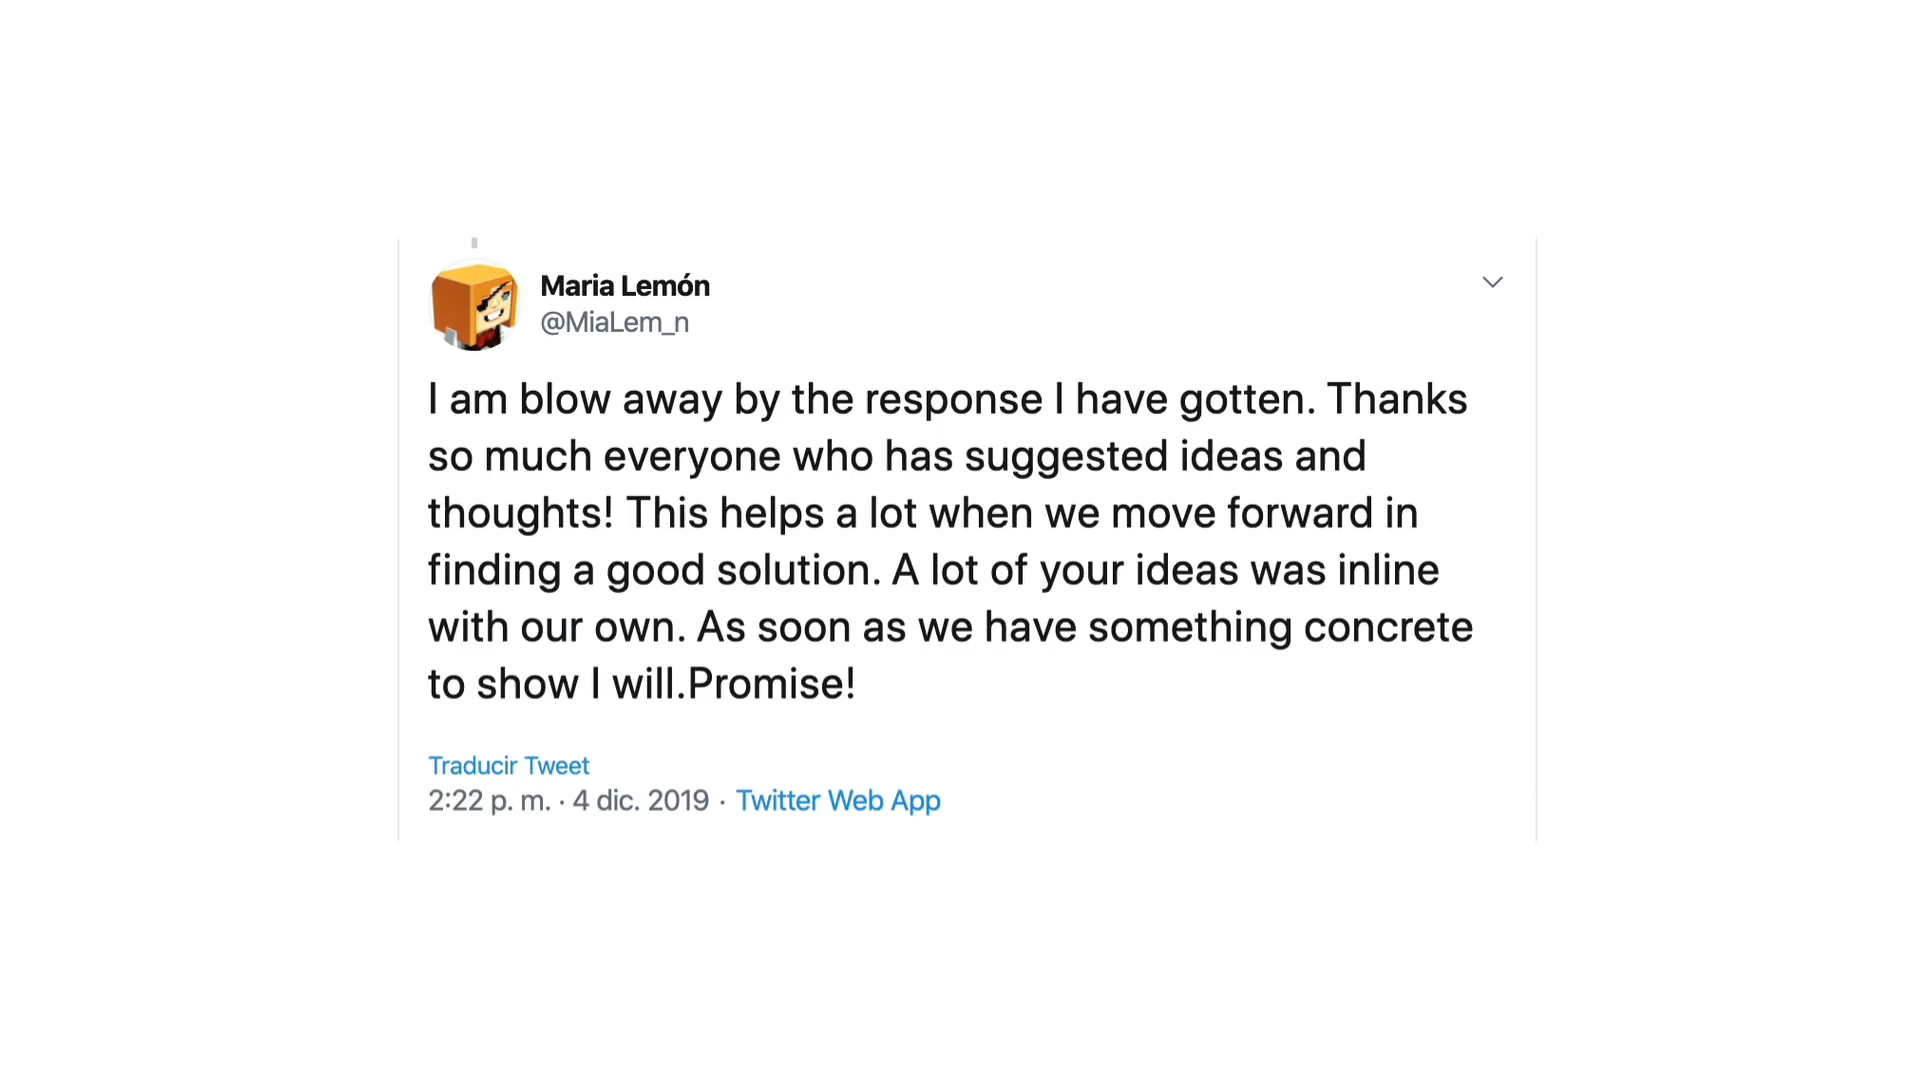 Maria Lemón
@MiaLem_n
I am blow away by the response I have gotten. Thanks
so much everyone who has suggested ideas and
thoughts! This helps a lot when we move forward in
finding a good solution. A lot of your ideas was inline
with our own. As soon as we have something concrete
to show I will.Promise!
Traducir Tweet
2:22 p. m. · 4 dic. 2019 · Twitter Web App